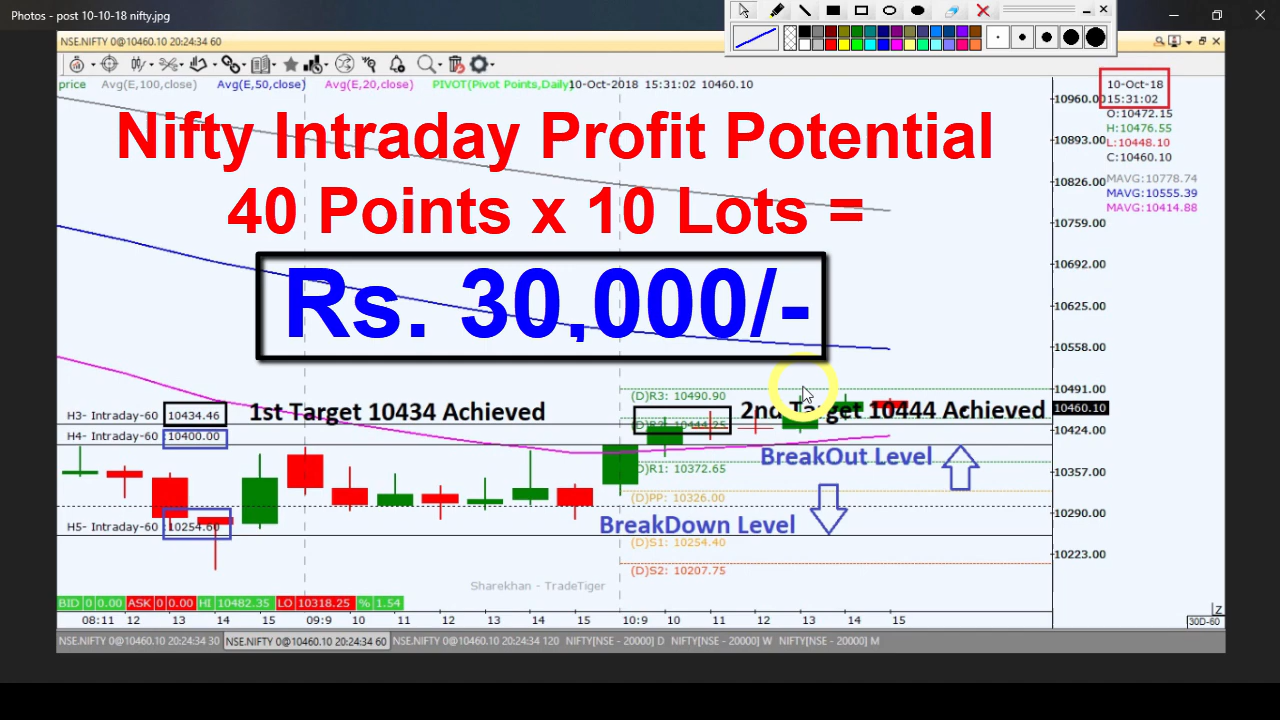 Photos - post 10-10-18 nifty.jpg
NSE.NIFTY 0@10460.10 20:24:34 60
price Avg(E,100,close) Avg(E,50,close) Avg(E,20,close) PIVOT(Pivot Points,Daily) 10-Oct-2018 15:31:02 10460.10
10-Oct-18
15:31:02
O:10472.15
H:10476.55
L:10448.10
C:10460.10
MAVG:10778.74
MAVG:10555.39
MAVG:10414.88
Nifty Intraday Profit Potential
40 Points x 10 Lots =
Rs. 30,000/-
10960.00
10893.00
10826.00
10759.00
10692.00
10625.00
10558.00
10491.00
10460.10
10424.00
10357.00
10290.00
10223.00
(D)R3: 10490.90
H3- Intraday-60 10434.46 1st Target 10434 Achieved 2nd Target 10444 Achieved
(D)R2: 10444.25
H4- Intraday-60 10400.00
BreakOut Level
(D)R1: 10372.65
(D)PP: 10326.00
H5- Intraday-60 :10254.60 BreakDown Level
(D)S1: 10254.40
(D)S2: 10207.75
Sharekhan - TradeTiger
BID 0 0.00 ASK 0 0.00 HI 10482.35 LO 10318.25 % 1.54
08:11 12 13 14 15 09:9 10 11 12 13 14 15 10:9 10 11 12 13 14 15
Z
30D-60
NSE.NIFTY 0@10460.10 20:24:34 30 NSE.NIFTY 0@10460.10 20:24:34 60 NSE.NIFTY 0@10460.10 20:24:34 120 NIFTY[NSE - 20000] D NIFTY[NSE - 20000] W NIFTY[NSE - 20000] M